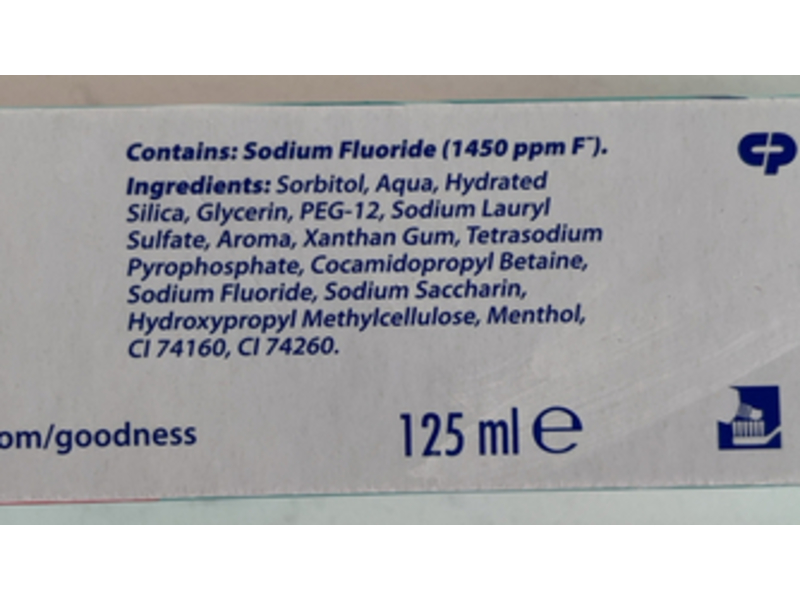 Contains: Sodium Fluoride (1450 ppm F⁻).
Ingredients: Sorbitol, Aqua, Hydrated
Silica, Glycerin, PEG-12, Sodium Lauryl
Sulfate, Aroma, Xanthan Gum, Tetrasodium
Pyrophosphate, Cocamidopropyl Betaine,
Sodium Fluoride, Sodium Saccharin,
Hydroxypropyl Methylcellulose, Menthol,
CI 74160, CI 74260.
om/goodness
125 ml e
CP